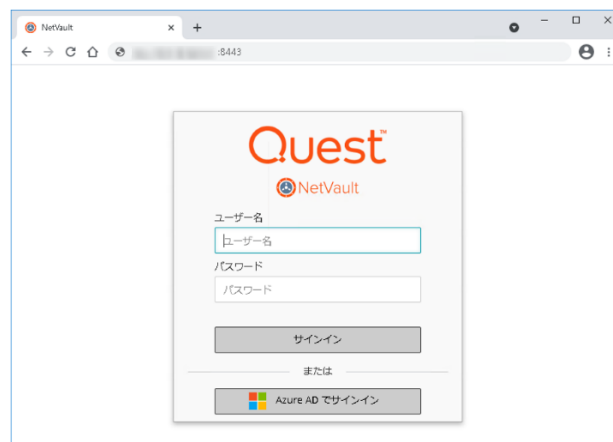 NetVault
:8443
Quest™
NetVault
ユーザー名
ユーザー名
パスワード
パスワード
サインイン
または
Azure AD でサインイン